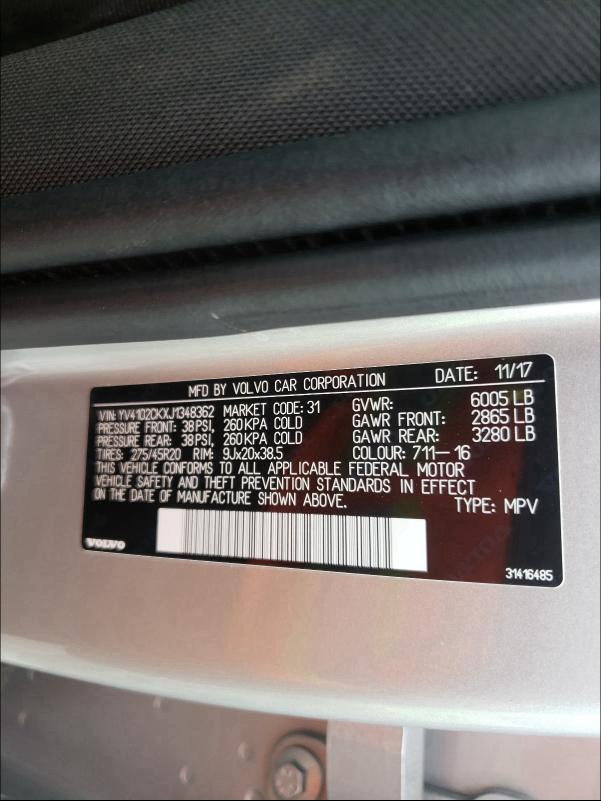 MFD BY VOLVO CAR CORPORATION DATE: 11/17
VIN: YV4102CKXJ1348362 MARKET CODE: 31 GVWR: 6005 LB
PRESSURE FRONT: 38 PSI, 260 KPA COLD GAWR FRONT: 2865 LB
PRESSURE REAR: 38 PSI, 260 KPA COLD GAWR REAR: 3280 LB
TIRES: 275/45R20 RIM: 9Jx20x38.5 COLOUR: 711-16
THIS VEHICLE CONFORMS TO ALL APPLICABLE FEDERAL MOTOR
VEHICLE SAFETY AND THEFT PREVENTION STANDARDS IN EFFECT
ON THE DATE OF MANUFACTURE SHOWN ABOVE. TYPE: MPV
VOLVO 31416485